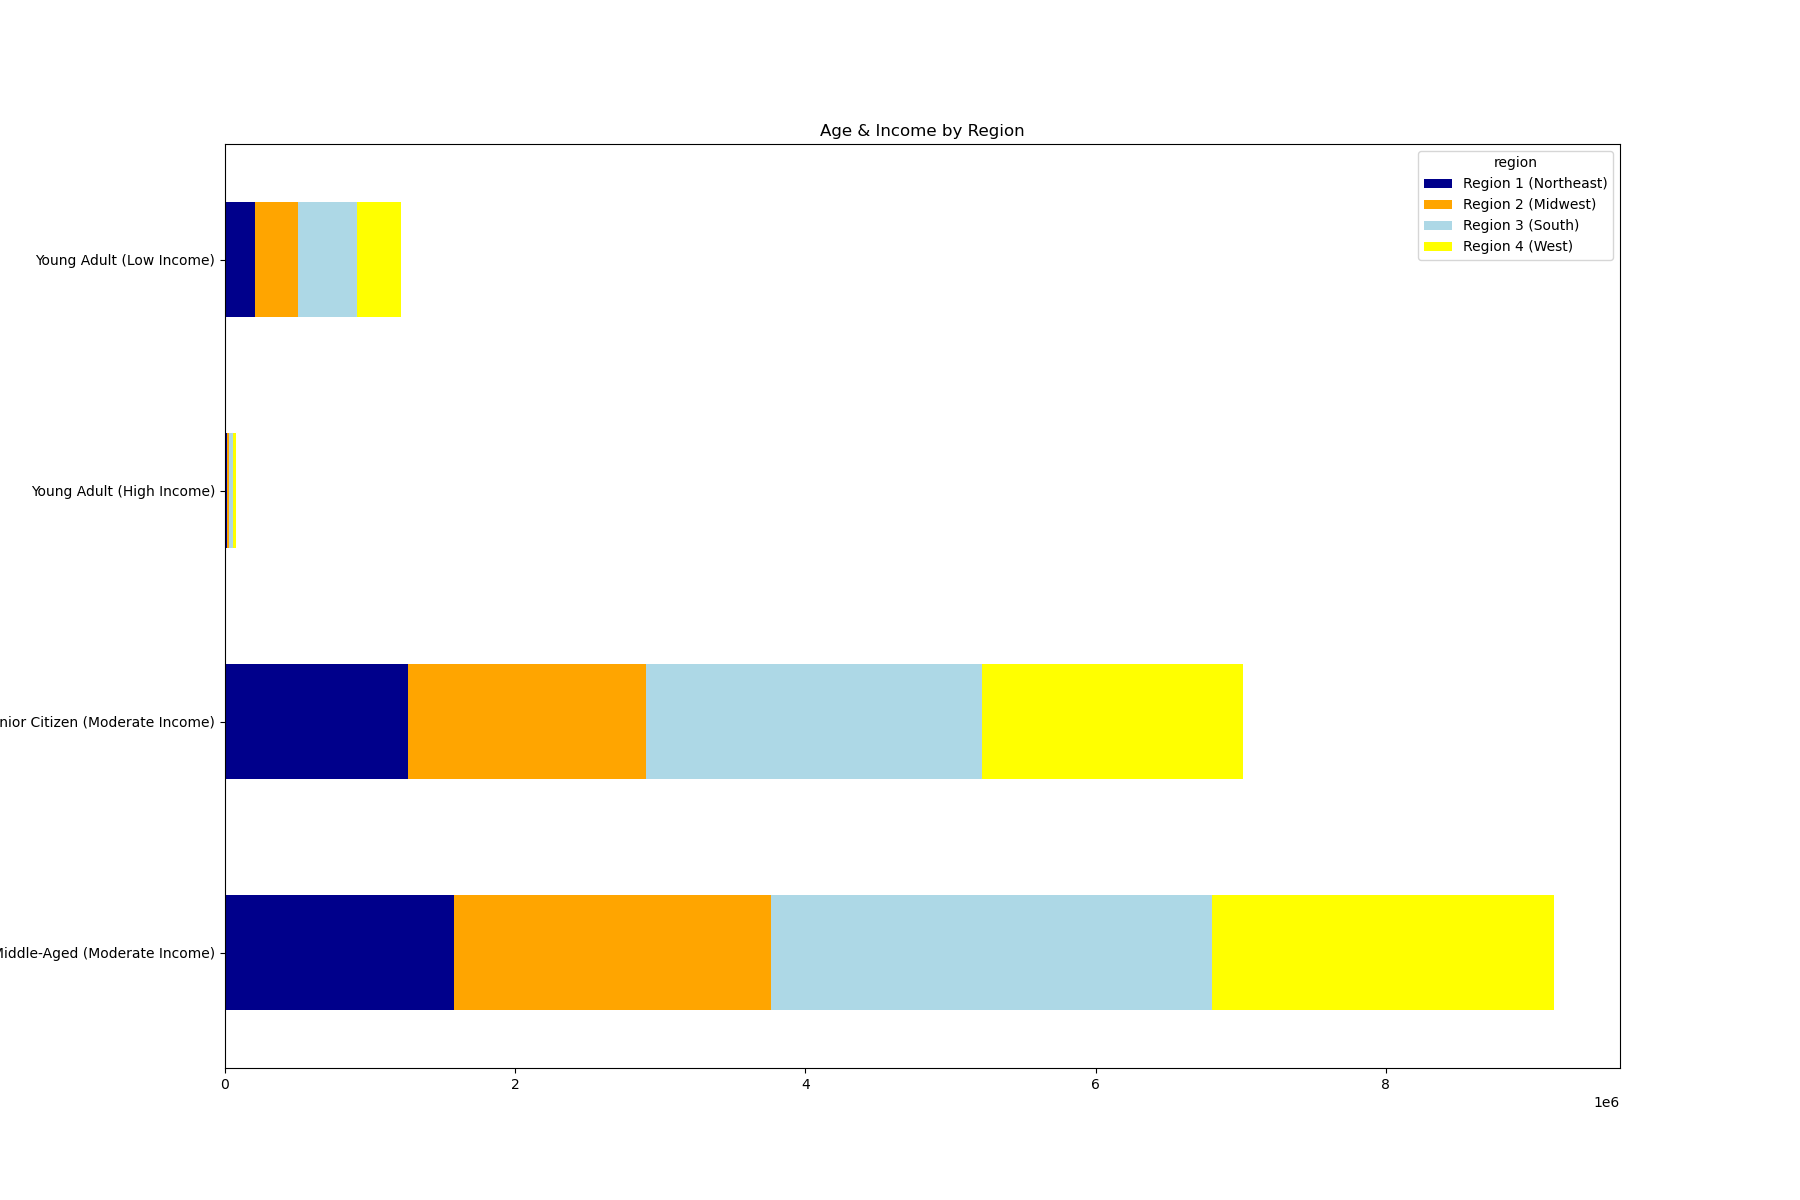 Age & Income by Region
region
Region 1 (Northeast)
Region 2 (Midwest)
Region 3 (South)
Region 4 (West)
Young Adult (Low Income)
Young Adult (High Income)
nior Citizen (Moderate Income)
Middle-Aged (Moderate Income)
0 2 4 6 8
1e6